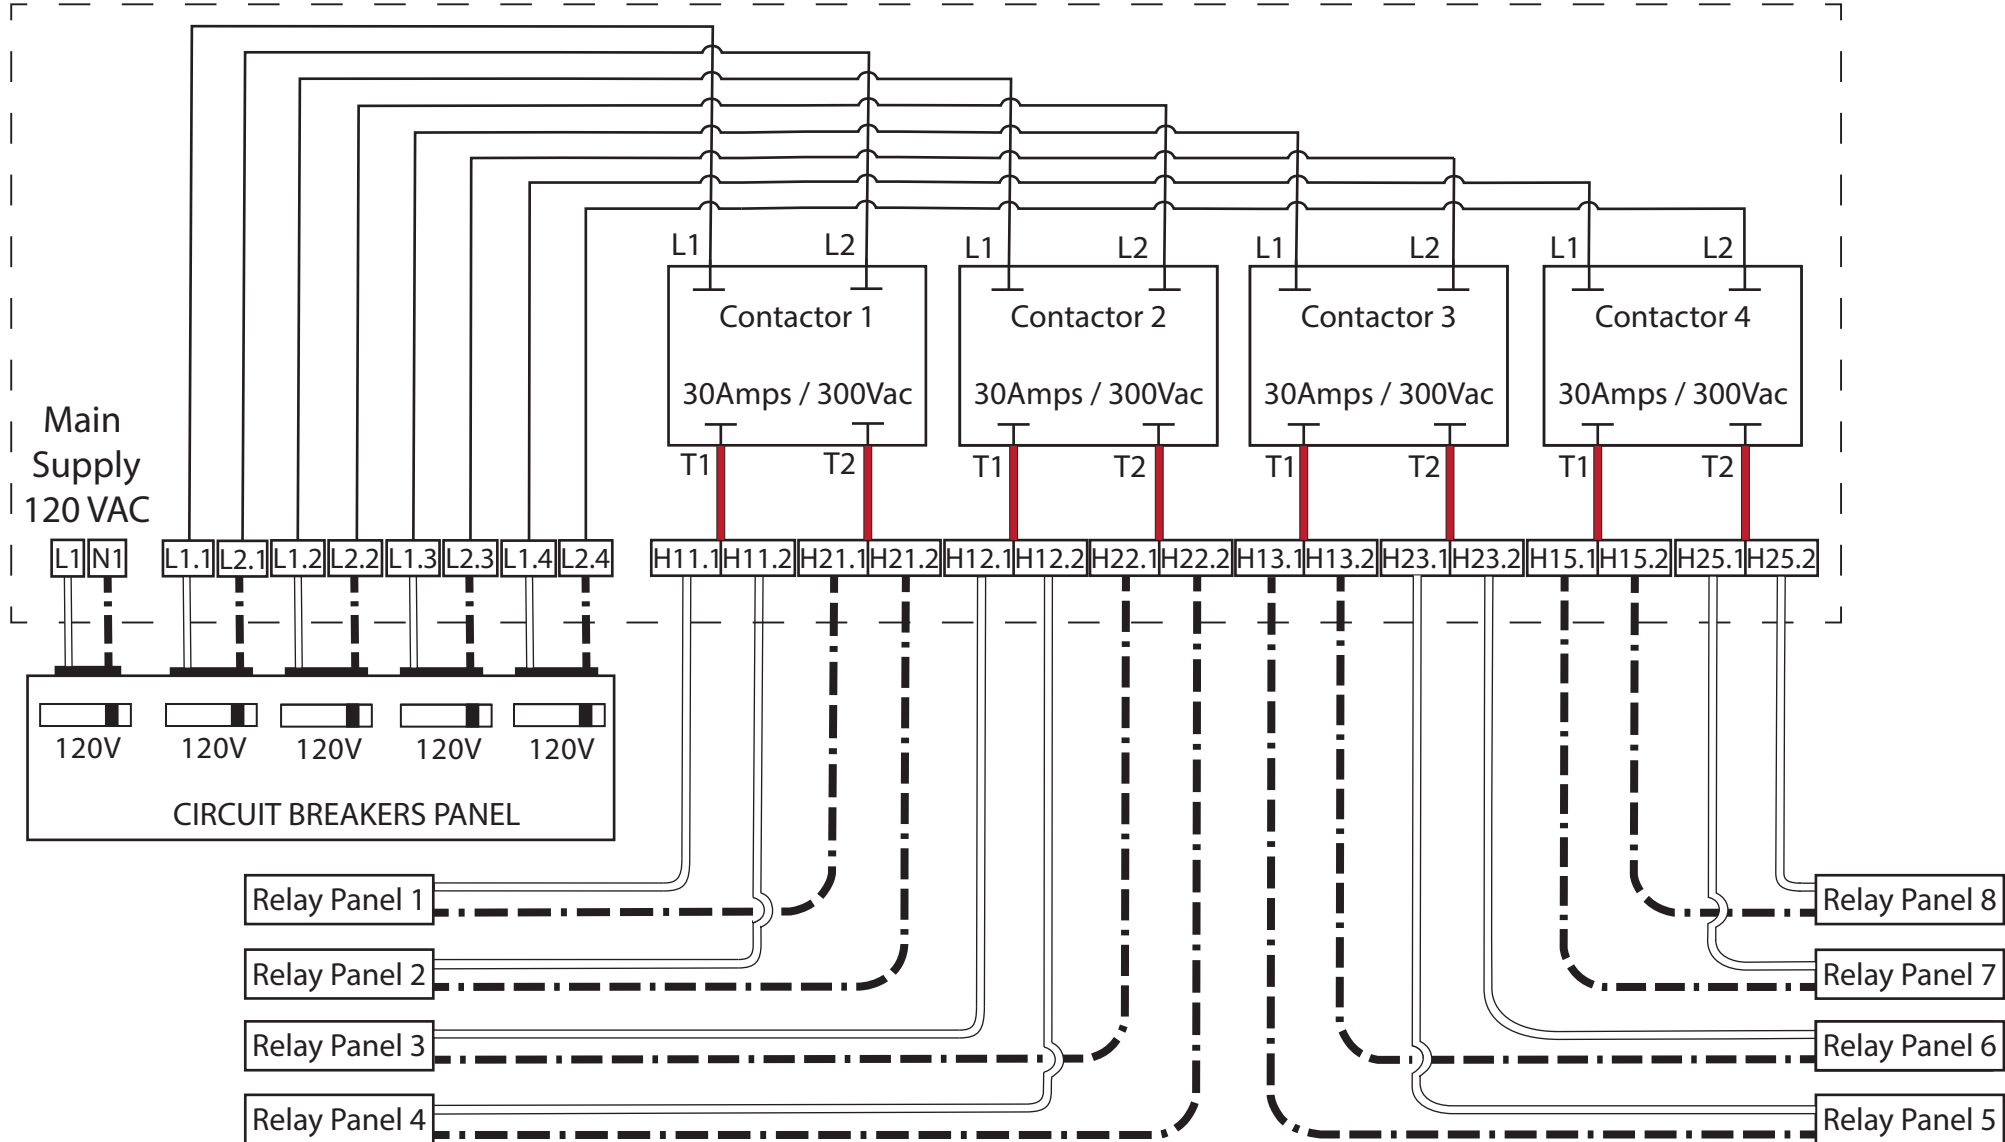 L1 L2 L1 L2 L1 L2 L1 L2
Contactor 1 Contactor 2 Contactor 3 Contactor 4
30Amps / 300Vac 30Amps / 300Vac 30Amps / 300Vac 30Amps / 300Vac
Main
Supply
120 VAC
T1 T2 T1 T2 T1 T2 T1 T2
L1 N1 L1.1 L2.1 L1.2 L2.2 L1.3 L2.3 L1.4 L2.4 H11.1 H11.2 H21.1 H21.2 H12.1 H12.2 H22.1 H22.2 H13.1 H13.2 H23.1 H23.2 H15.1 H15.2 H25.1 H25.2
120V 120V 120V 120V 120V
CIRCUIT BREAKERS PANEL
Relay Panel 1 Relay Panel 8
Relay Panel 2 Relay Panel 7
Relay Panel 3 Relay Panel 6
Relay Panel 4 Relay Panel 5